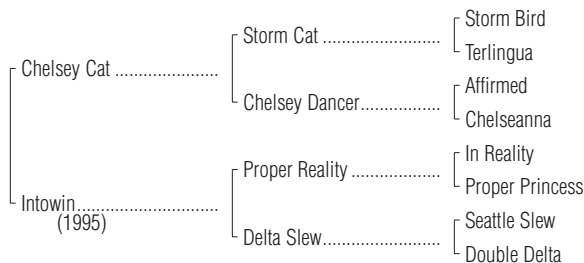 Storm Bird
Storm Cat ........................
Terlingua
Chelsey Cat .....................
Affirmed
Chelsey Dancer................
Chelseanna
In Reality
Proper Reality ..................
Proper Princess
Intowin.............................
(1995)
Seattle Slew
Delta Slew........................
Double Delta